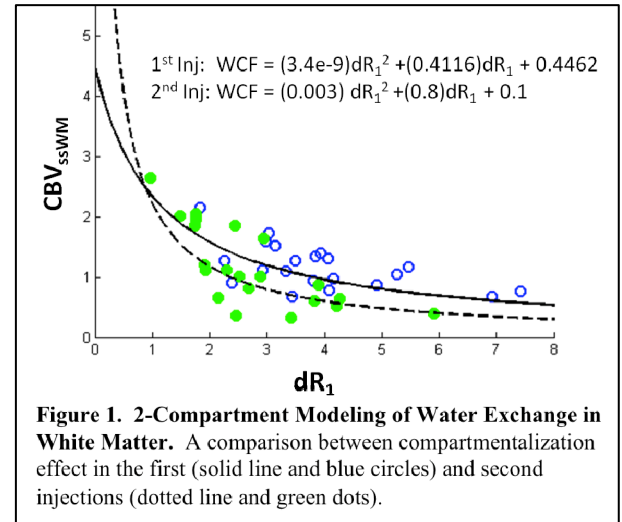 5
1st Inj: WCF = (3.4e-9)dR1² +(0.4116)dR1 + 0.4462
2nd Inj: WCF = (0.003) dR1² +(0.8)dR1 + 0.1
4
CBVssWM
3
2
1
0
0 1 2 3 4 5 6 7 8
dR1
Figure 1. 2-Compartment Modeling of Water Exchange in
White Matter. A comparison between compartmentalization
effect in the first (solid line and blue circles) and second
injections (dotted line and green dots).